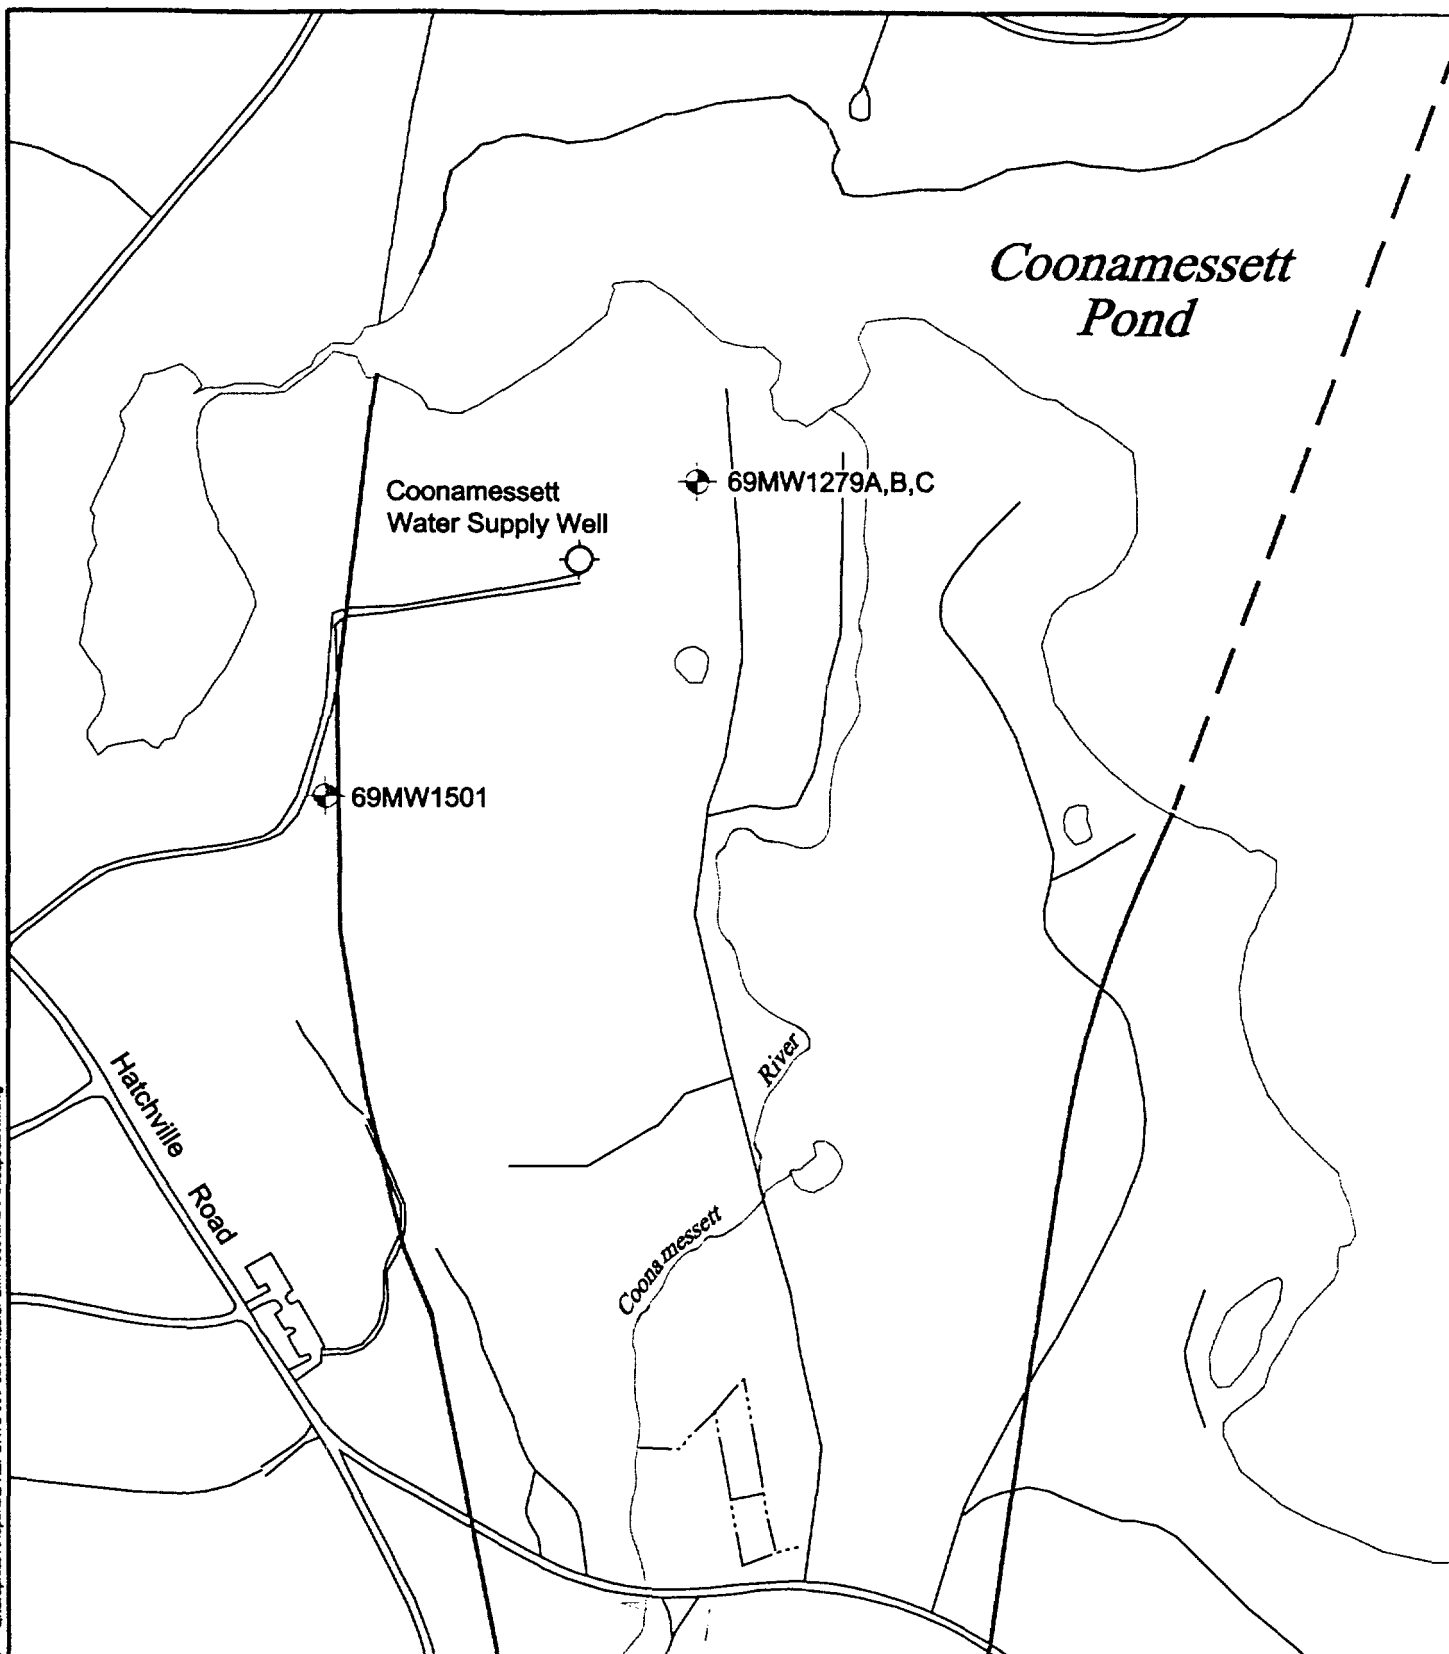 Coonamessett
Pond
69MW1279A,B,C
Coonamessett
Water Supply Well
69MW1501
River
Hatchville Road
Coonamessett